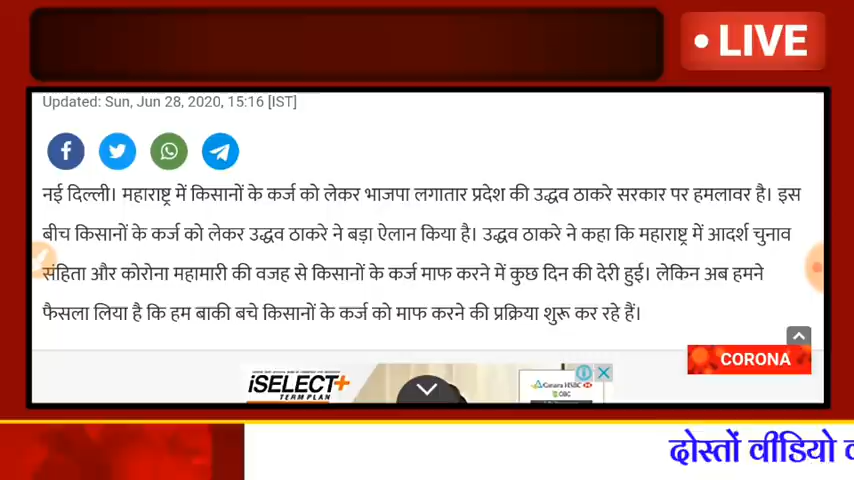 LIVE
Updated: Sun, Jun 28, 2020, 15:16 [IST]
नई दिल्ली। महाराष्ट्र में किसानों के कर्ज को लेकर भाजपा लगातार प्रदेश की उद्धव ठाकरे सरकार पर हमलावर है। इस
बीच किसानों के कर्ज को लेकर उद्धव ठाकरे ने बड़ा ऐलान किया है। उद्धव ठाकरे ने कहा कि महाराष्ट्र में आदर्श चुनाव
संहिता और कोरोना महामारी की वजह से किसानों के कर्ज माफ करने में कुछ दिन की देरी हुई। लेकिन अब हमने
फैसला लिया है कि हम बाकी बचे किसानों के कर्ज को माफ करने की प्रक्रिया शुरू कर रहे हैं।
CORONA
iSELECT+
TERM PLAN
Canara HSBC
OBC
दोस्तों वीडियो